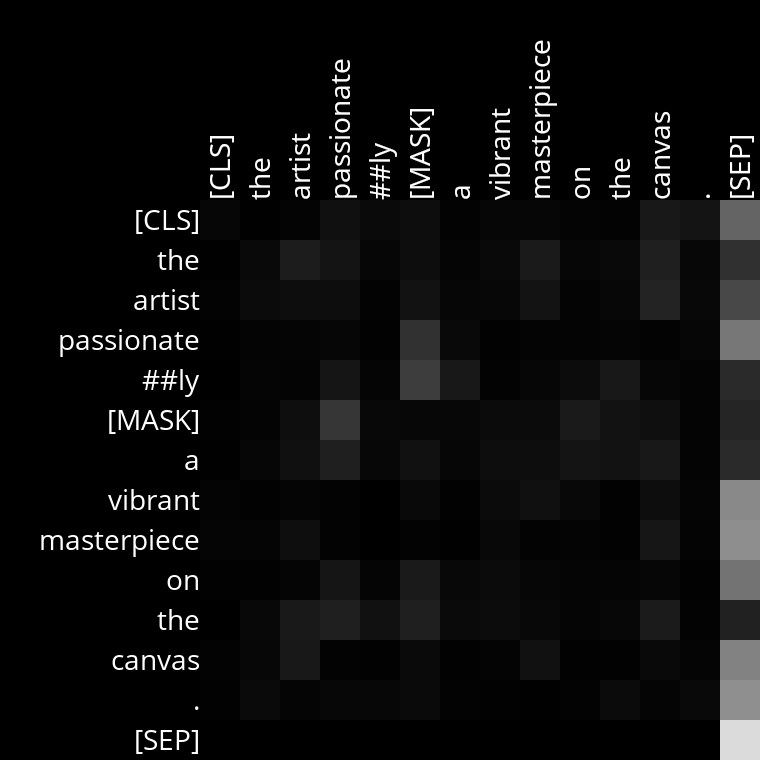 [CLS] the artist passionate ##ly [MASK] a vibrant masterpiece on the canvas . [SEP]
[CLS]
the
artist
passionate
##ly
[MASK]
a
vibrant
masterpiece
on
the
canvas
.
[SEP]